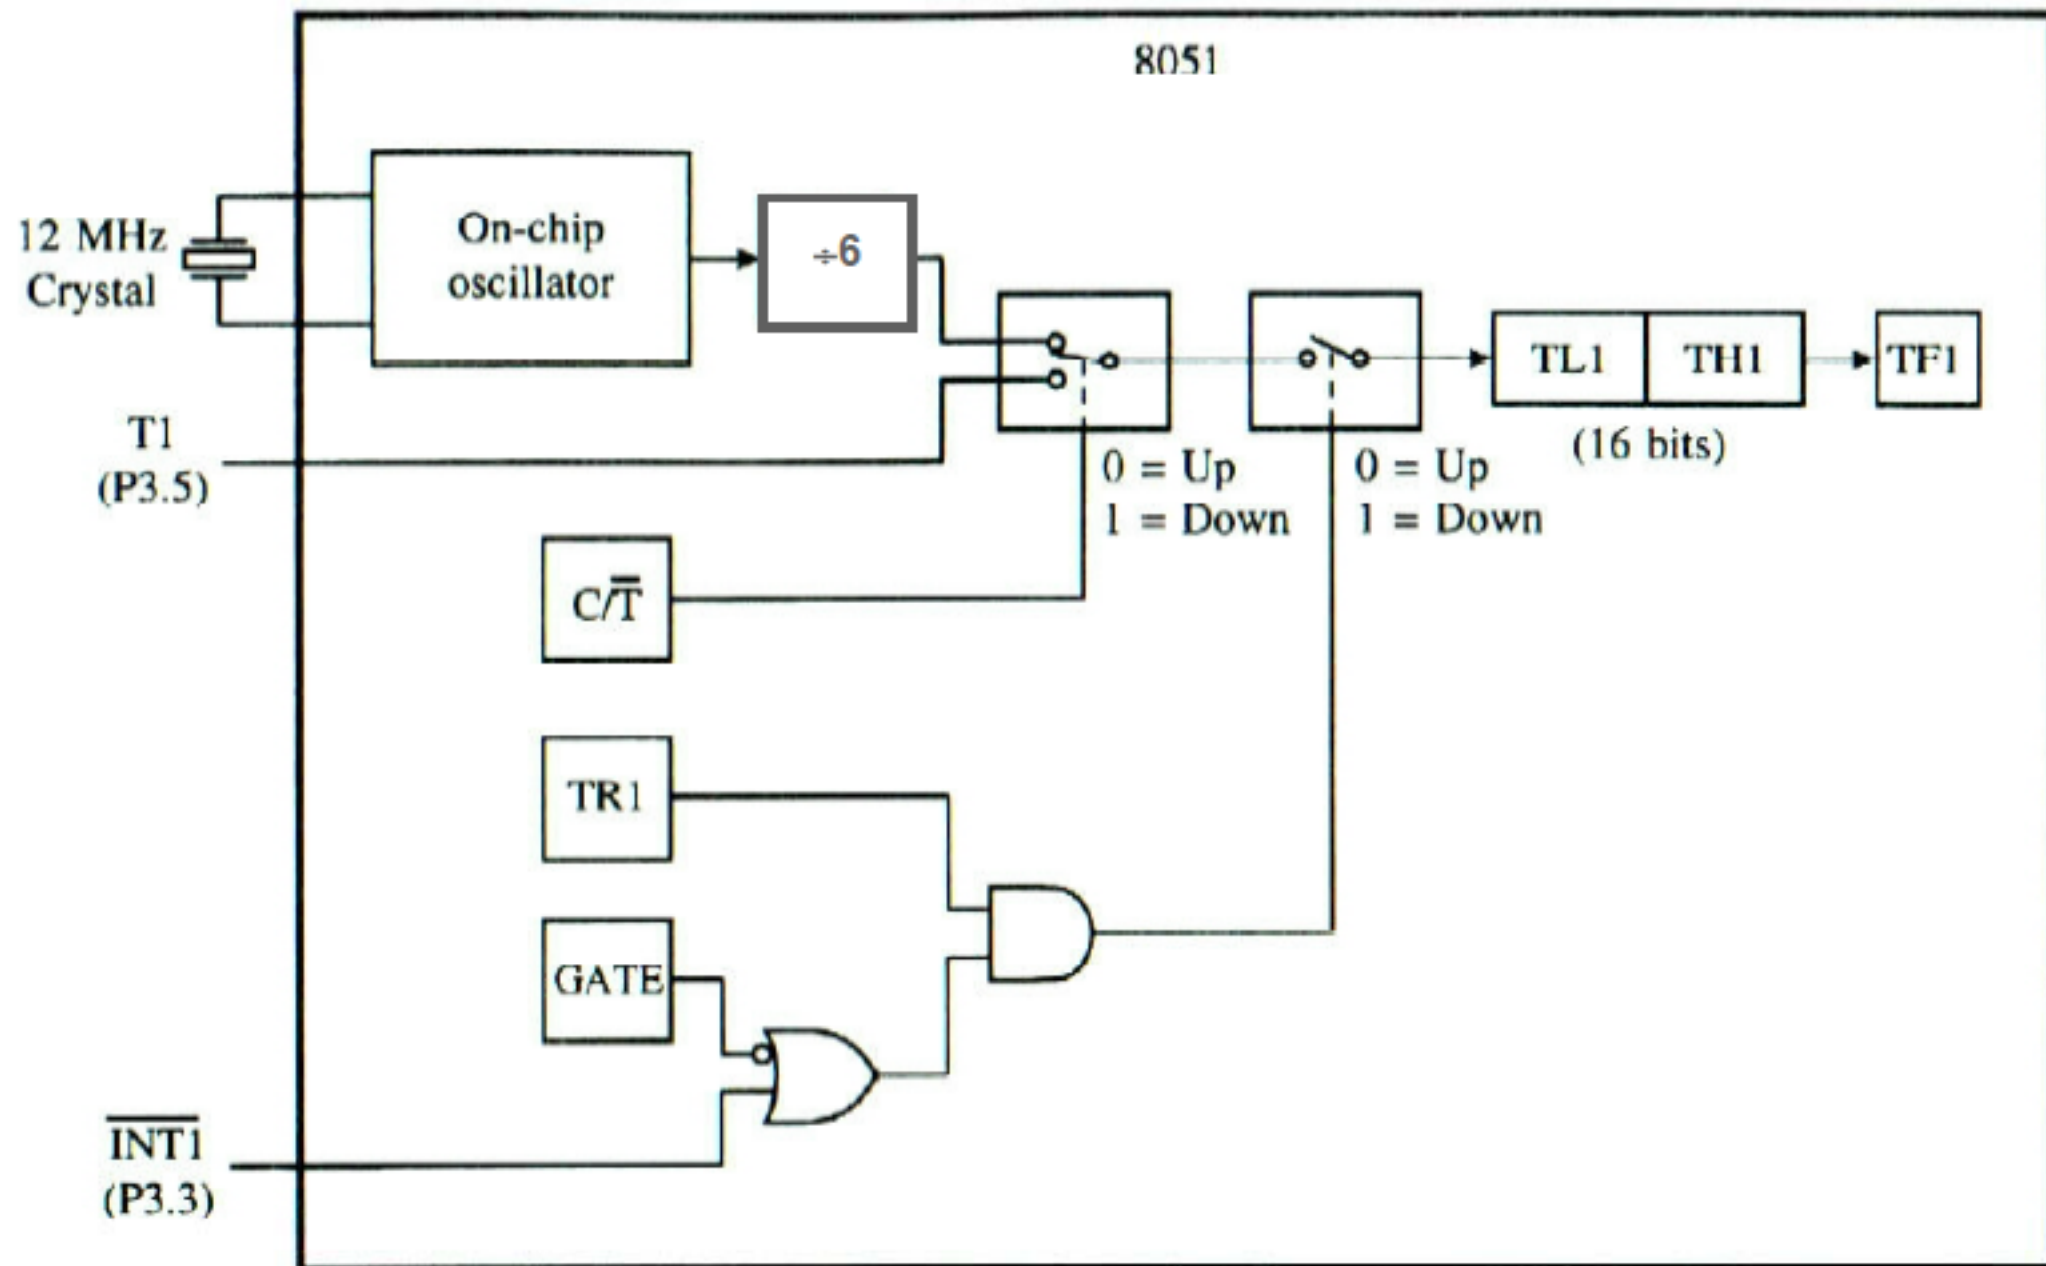 8051
12 MHz
Crystal
On-chip
oscillator
÷6
TL1
TH1
TF1
(16 bits)
T1
(P3.5)
0 = Up
1 = Down
0 = Up
1 = Down
C/T̅
TR1
GATE
I̅N̅T̅1̅
(P3.3)